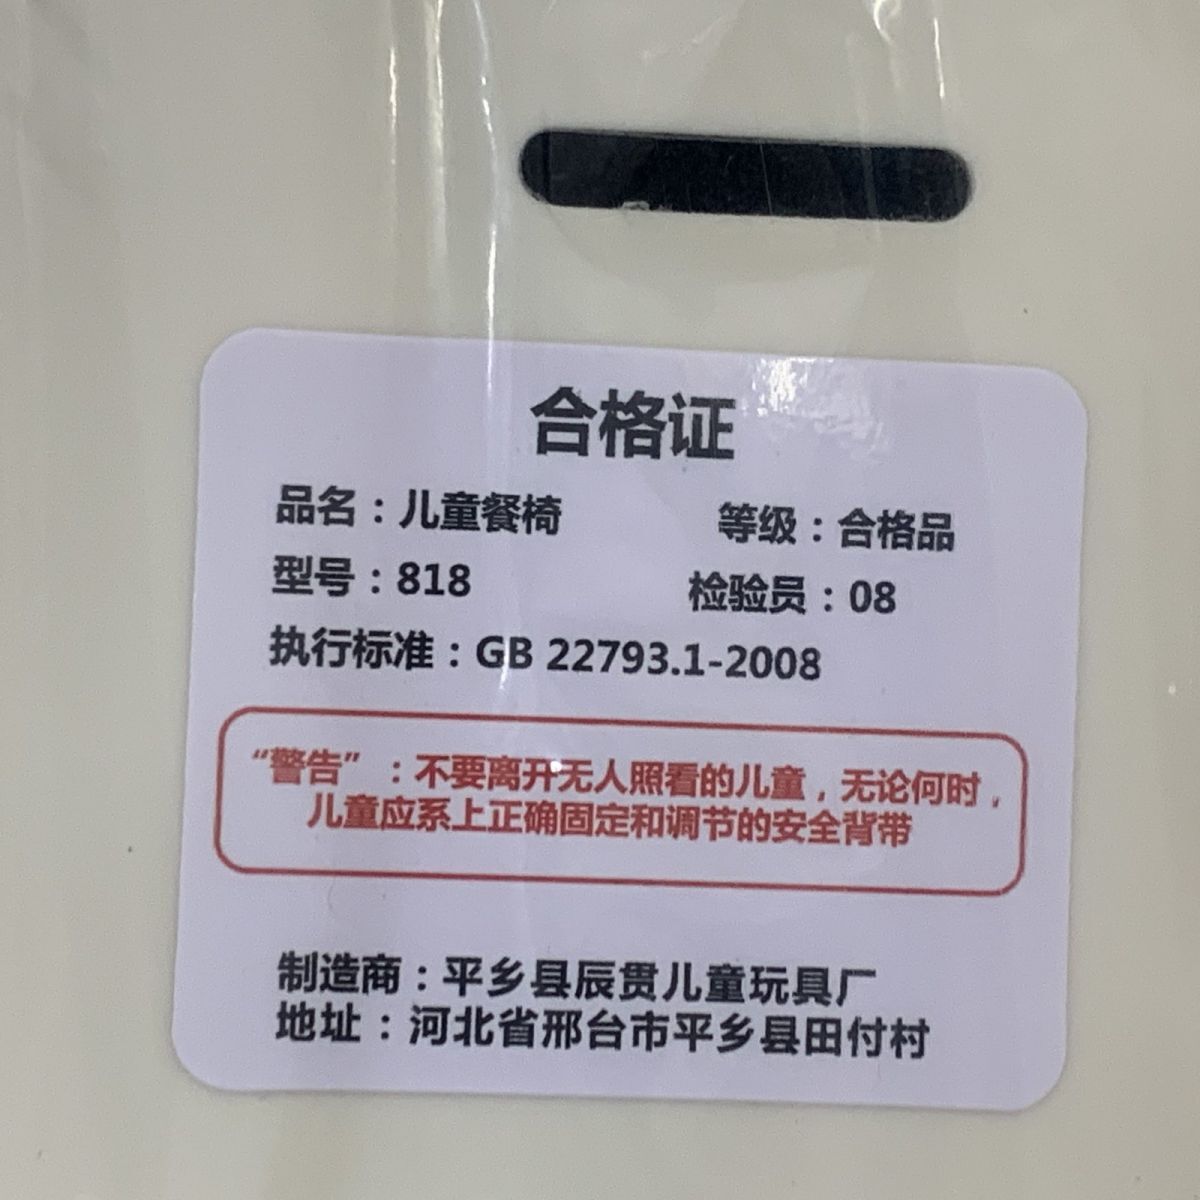 合格证
品名：儿童餐椅 等级：合格品
型号：818 检验员：08
执行标准：GB 22793.1-2008
“警告”：不要离开无人照看的儿童，无论何时，
儿童应系上正确固定和调节的安全背带
制造商：平乡县辰贯儿童玩具厂
地址：河北省邢台市平乡县田付村